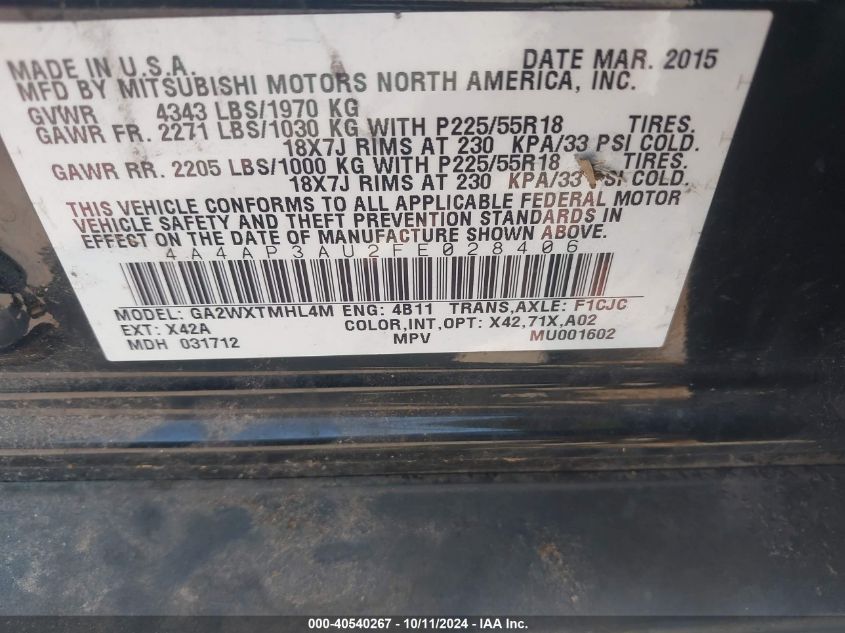 MADE IN U.S.A. DATE MAR. 2015
MFD BY MITSUBISHI MOTORS NORTH AMERICA, INC.
GVWR 4343 LBS/1970 KG
GAWR FR. 2271 LBS/1030 KG WITH P225/55R18 TIRES.
18X7J RIMS AT 230 KPA/33 PSI COLD.
GAWR RR. 2205 LBS/1000 KG WITH P225/55R18 TIRES.
18X7J RIMS AT 230 KPA/33 PSI COLD.
THIS VEHICLE CONFORMS TO ALL APPLICABLE FEDERAL MOTOR
VEHICLE SAFETY AND THEFT PREVENTION STANDARDS IN
EFFECT ON THE DATE OF MANUFACTURE SHOWN ABOVE.
4A4AP3AU2FE028406
MODEL: GA2WXTMHL4M ENG: 4B11 TRANS,AXLE: F1CJC
EXT: X42A COLOR,INT,OPT: X42,71X,A02
MDH 031712 MPV MU001602
000-40540267 - 10/11/2024 - IAA Inc.